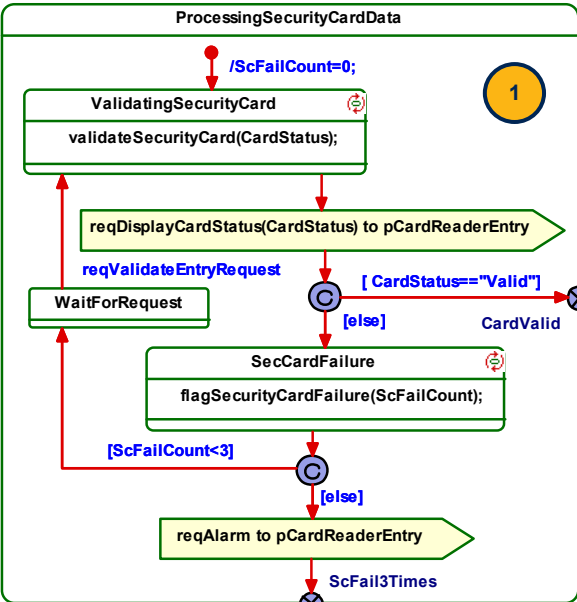 ProcessingSecurityCardData
/ScFailCount=0;
1
ValidatingSecurityCard
validateSecurityCard(CardStatus);
reqDisplayCardStatus(CardStatus) to pCardReaderEntry
reqValidateEntryRequest
[ CardStatus=="Valid"]
WaitForRequest
C
[else]
CardValid
SecCardFailure
flagSecurityCardFailure(ScFailCount);
[ScFailCount<3]
C
[else]
reqAlarm to pCardReaderEntry
ScFail3Times